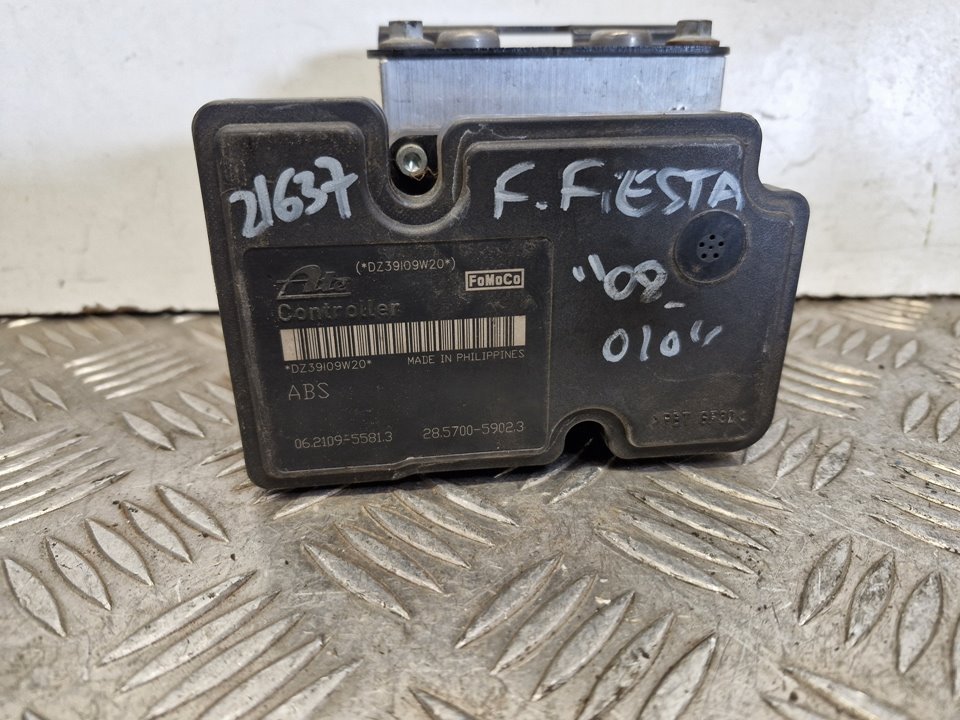 21637
F. FIESTA
"08-
010"
(*DZ39I09W20*)
Ate
FoMoCo
Controller
*DZ39I09W20*
MADE IN PHILIPPINES
ABS
06.2109-5581.3
28.5700-5902.3